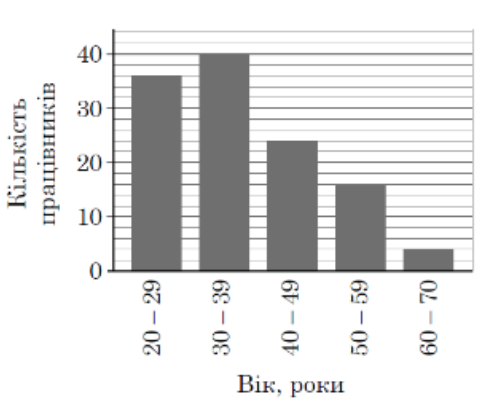 Кількість
працівників
40
30
20
10
0
20 – 29
30 – 39
40 – 49
50 – 59
60 – 70
Вік, роки